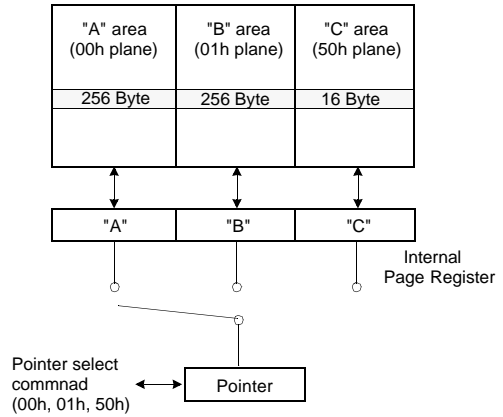 "A" area
(00h plane)
"B" area
(01h plane)
"C" area
(50h plane)
256 Byte
256 Byte
16 Byte
"A"
"B"
"C"
Internal
Page Register
Pointer select
commnad
(00h, 01h, 50h)
Pointer